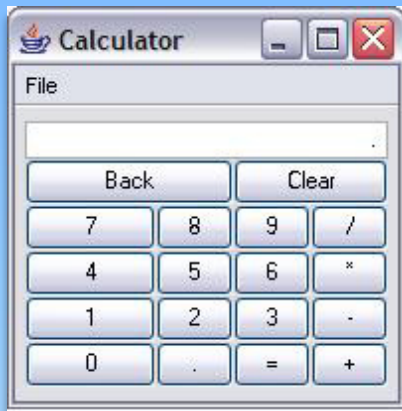 Calculator
File
.
Back Clear
7 8 9 /
4 5 6 *
1 2 3 -
0 . = +